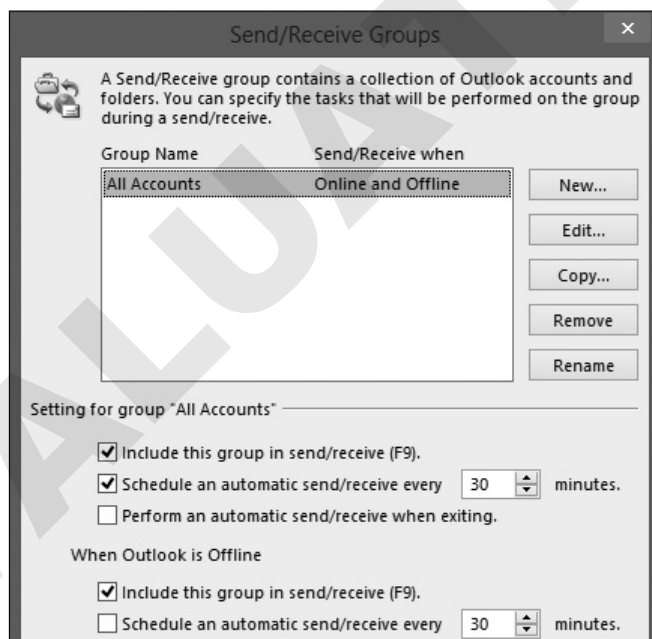 Send/Receive Groups
A Send/Receive group contains a collection of Outlook accounts and
folders. You can specify the tasks that will be performed on the group
during a send/receive.
Group Name Send/Receive when
All Accounts Online and Offline
New...
Edit...
Copy...
Remove
Rename
Setting for group "All Accounts"
Include this group in send/receive (F9).
Schedule an automatic send/receive every 30 minutes.
Perform an automatic send/receive when exiting.
When Outlook is Offline
Include this group in send/receive (F9).
Schedule an automatic send/receive every 30 minutes.